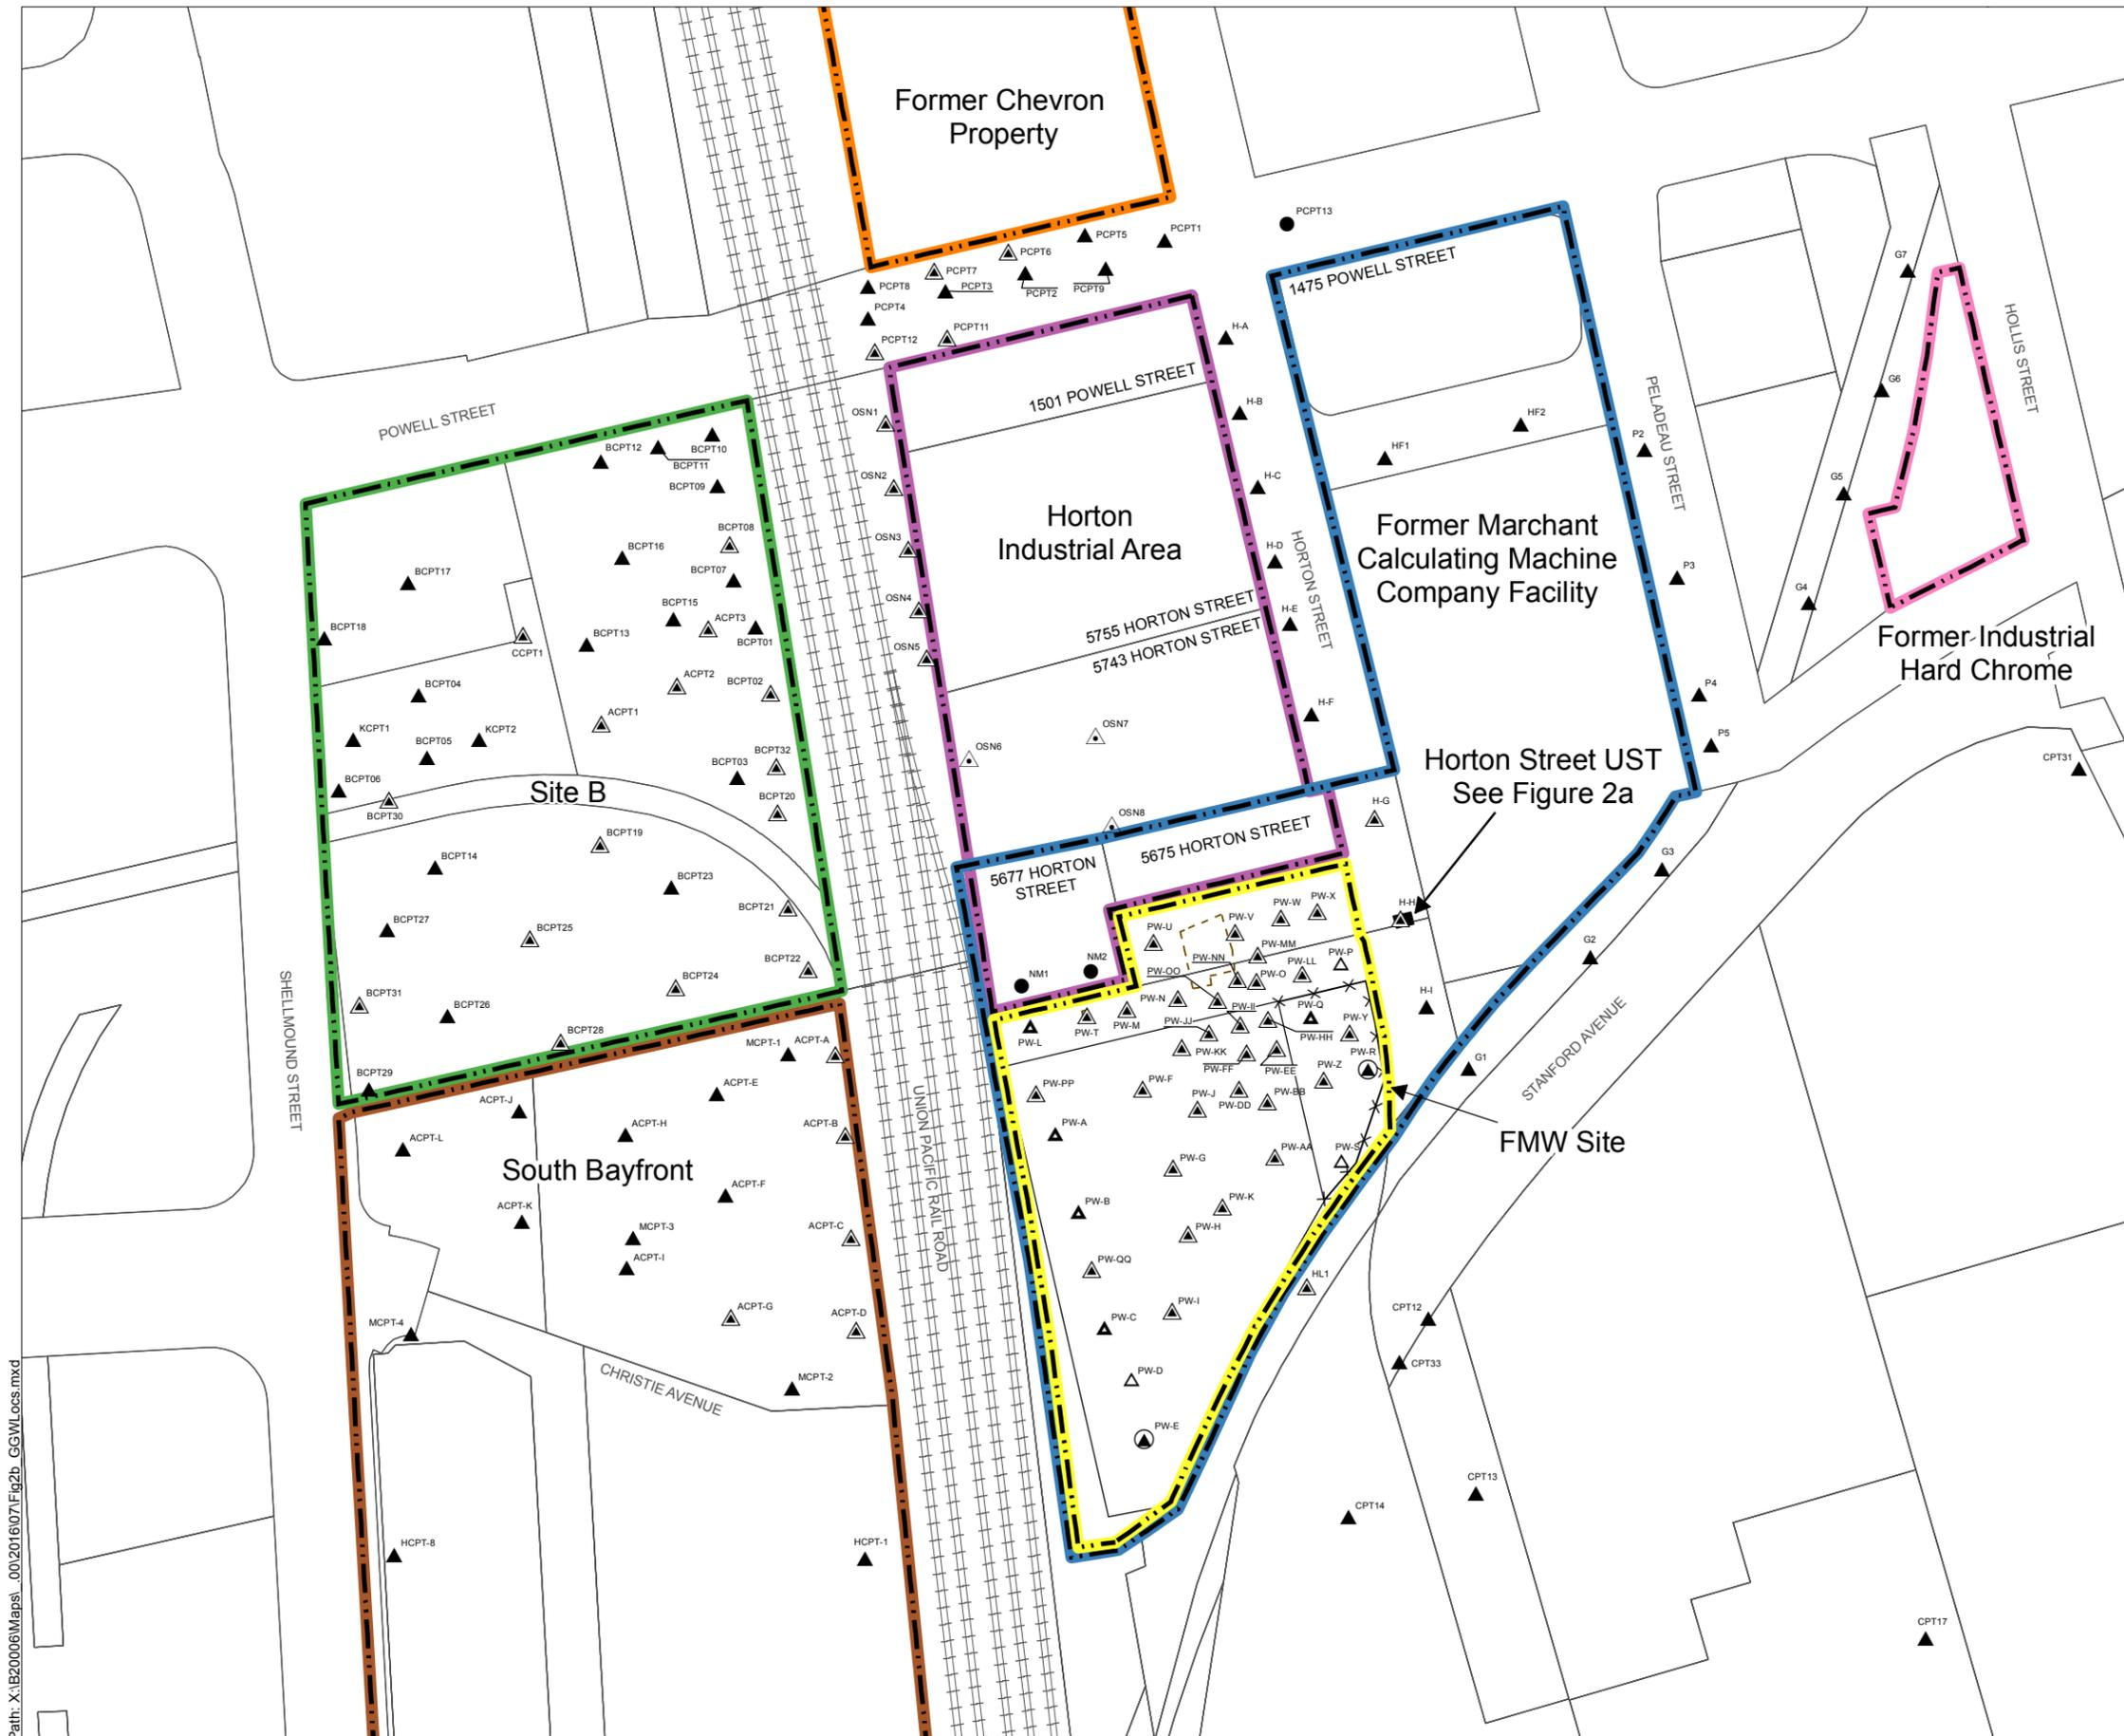 Former Chevron
Property
PCPT13
PCPT5
PCPT1
PCPT6
PCPT7
PCPT8
PCPT3
PCPT2
PCPT9
PCPT4
PCPT11
PCPT12
1475 POWELL STREET
H-A
1501 POWELL STREET
H-B
OSN1
OSN2
OSN3
OSN4
OSN5
OSN6
OSN7
OSN8
H-C
H-D
H-E
H-F
HF1
HF2
G7
G6
G5
G4
P2
P3
P4
P5
PELADEAU STREET
HOLLIS STREET
HORTON STREET
Horton
Industrial Area
5755 HORTON STREET
5743 HORTON STREET
Former Marchant
Calculating Machine
Company Facility
Former Industrial
Hard Chrome
CPT31
POWELL STREET
BCPT12
BCPT10
BCPT11
BCPT09
BCPT08
BCPT16
BCPT07
BCPT17
BCPT15
ACPT3
BCPT01
BCPT18
BCPT13
CCPT1
ACPT2
BCPT02
BCPT04
ACPT1
KCPT1
KCPT2
BCPT05
BCPT32
BCPT03
BCPT06
Site B
BCPT30
BCPT20
BCPT19
BCPT14
BCPT23
BCPT21
BCPT27
BCPT25
BCPT22
BCPT24
BCPT31
BCPT26
BCPT28
BCPT29
SHELLMOUND STREET
Horton Street UST
See Figure 2a
H-G
5675 HORTON STREET
5677 HORTON
STREET
G3
H-H
G2
H-I
G1
STANFORD AVENUE
NM1
NM2
PW-U
PW-V
PW-W
PW-X
PW-MM
PW-NN
PW-LL
PW-P
PW-OO
PW-O
PW-N
PW-II
PW-Q
PW-L
PW-T
PW-M
PW-JJ
PW-HH
PW-Y
PW-KK
PW-FF
PW-EE
PW-R
PW-Z
PW-PP
PW-F
PW-J
PW-DD
PW-BB
PW-A
PW-G
PW-AA
PW-S
PW-B
PW-K
PW-H
PW-QQ
PW-I
PW-C
PW-D
PW-E
HL1
FMW Site
MCPT-1
ACPT-A
ACPT-E
ACPT-J
ACPT-H
ACPT-B
ACPT-L
South Bayfront
ACPT-F
ACPT-K
MCPT-3
ACPT-I
ACPT-C
ACPT-G
ACPT-D
MCPT-4
MCPT-2
CHRISTIE AVENUE
UNION PACIFIC RAIL ROAD
HCPT-8
HCPT-1
CPT12
CPT33
CPT13
CPT14
CPT17
Path: X:\B20006\Maps\_00\2016\07\Fig2b_GGWLocs.mxd